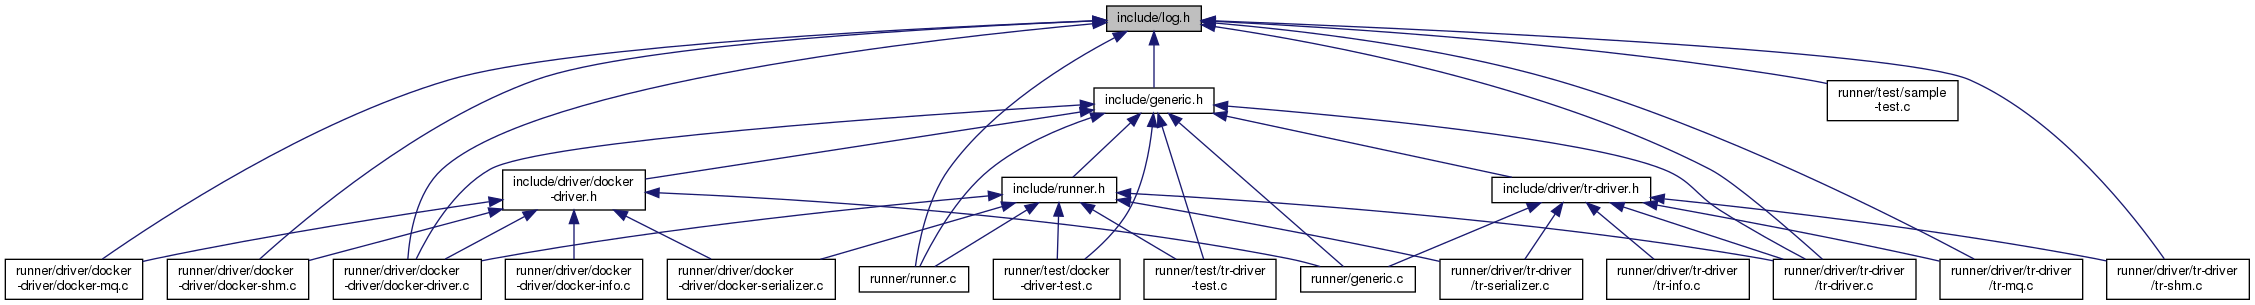 include/log.h
include/generic.h
runner/test/sample
-test.c
include/driver/docker
-driver.h
include/runner.h
include/driver/tr-driver.h
runner/driver/docker
-driver/docker-mq.c
runner/driver/docker
-driver/docker-shm.c
runner/driver/docker
-driver/docker-driver.c
runner/driver/docker
-driver/docker-info.c
runner/driver/docker
-driver/docker-serializer.c
runner/runner.c
runner/test/docker
-driver-test.c
runner/test/tr-driver
-test.c
runner/generic.c
runner/driver/tr-driver
/tr-serializer.c
runner/driver/tr-driver
/tr-info.c
runner/driver/tr-driver
/tr-driver.c
runner/driver/tr-driver
/tr-mq.c
runner/driver/tr-driver
/tr-shm.c